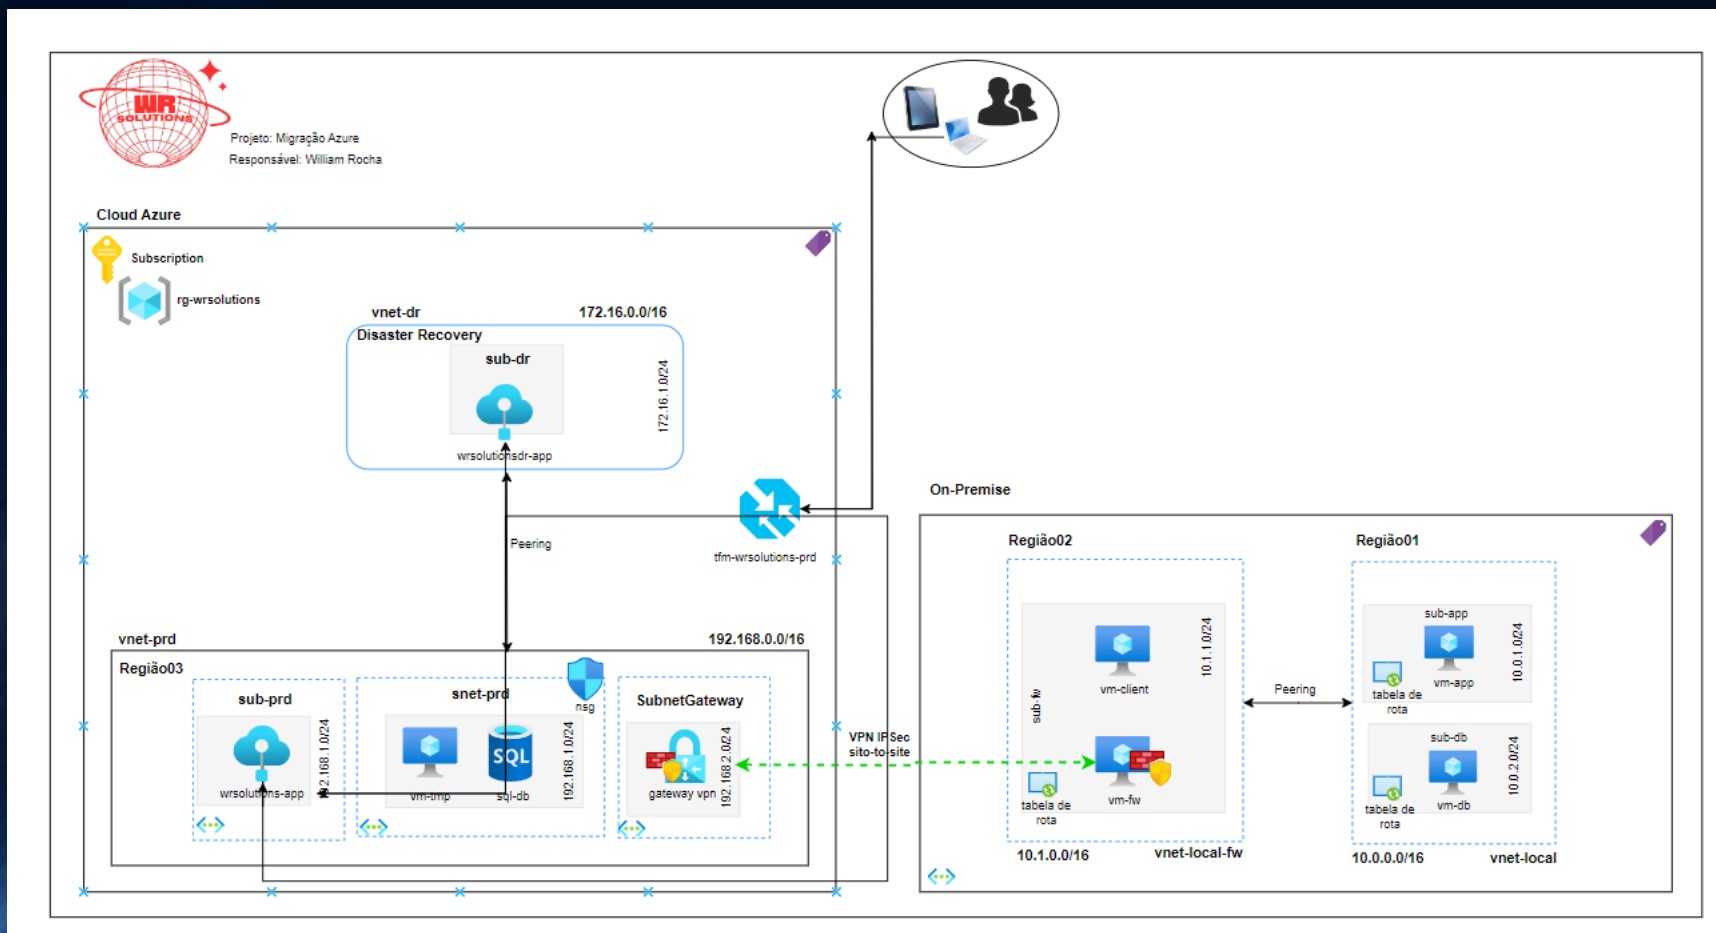 WR
SOLUTIONS
Projeto: Migração Azure
Responsável: William Rocha
Cloud Azure
Subscription
rg-wrsolutions
vnet-dr
172.16.0.0/16
Disaster Recovery
sub-dr
172.16.1.0/24
wrsolutionsdr-app
Peering
tfm-wrsolutions-prd
vnet-prd
192.168.0.0/16
Região03
sub-prd
192.168.1.0/24
wrsolutions-app
snet-prd
nsg
vm-tmp
SQL
sql-db
192.168.1.0/24
SubnetGateway
gateway vpn
192.168.2.0/24
VPN IPSec
sito-to-site
On-Premise
Região02
sub-fw
vm-client
10.1.1.0/24
tabela de
rota
vm-fw
10.1.0.0/16
vnet-local-fw
Peering
Região01
sub-app
vm-app
10.0.1.0/24
tabela de
rota
sub-db
vm-db
10.0.2.0/24
tabela de
rota
10.0.0.0/16
vnet-local